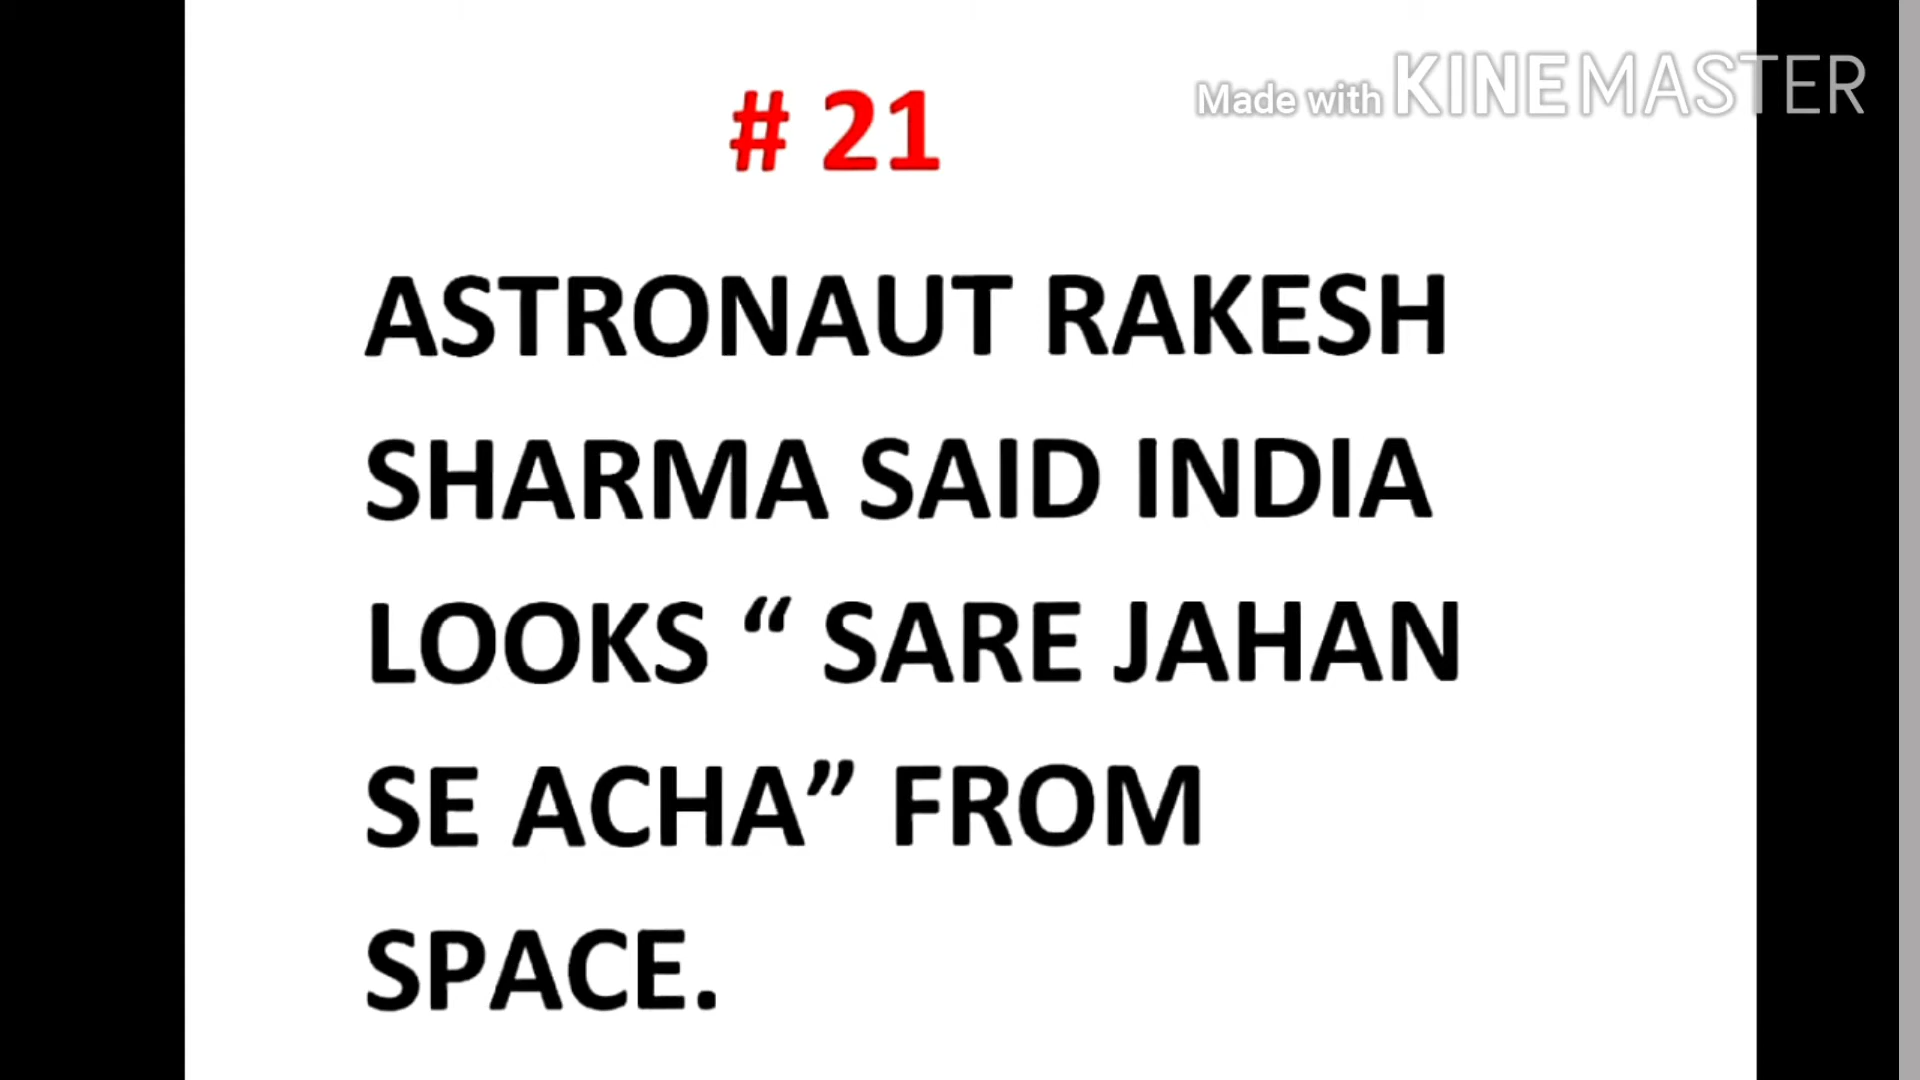 Made with KINEMASTER
# 21
ASTRONAUT RAKESH
SHARMA SAID INDIA
LOOKS “ SARE JAHAN
SE ACHA” FROM
SPACE.